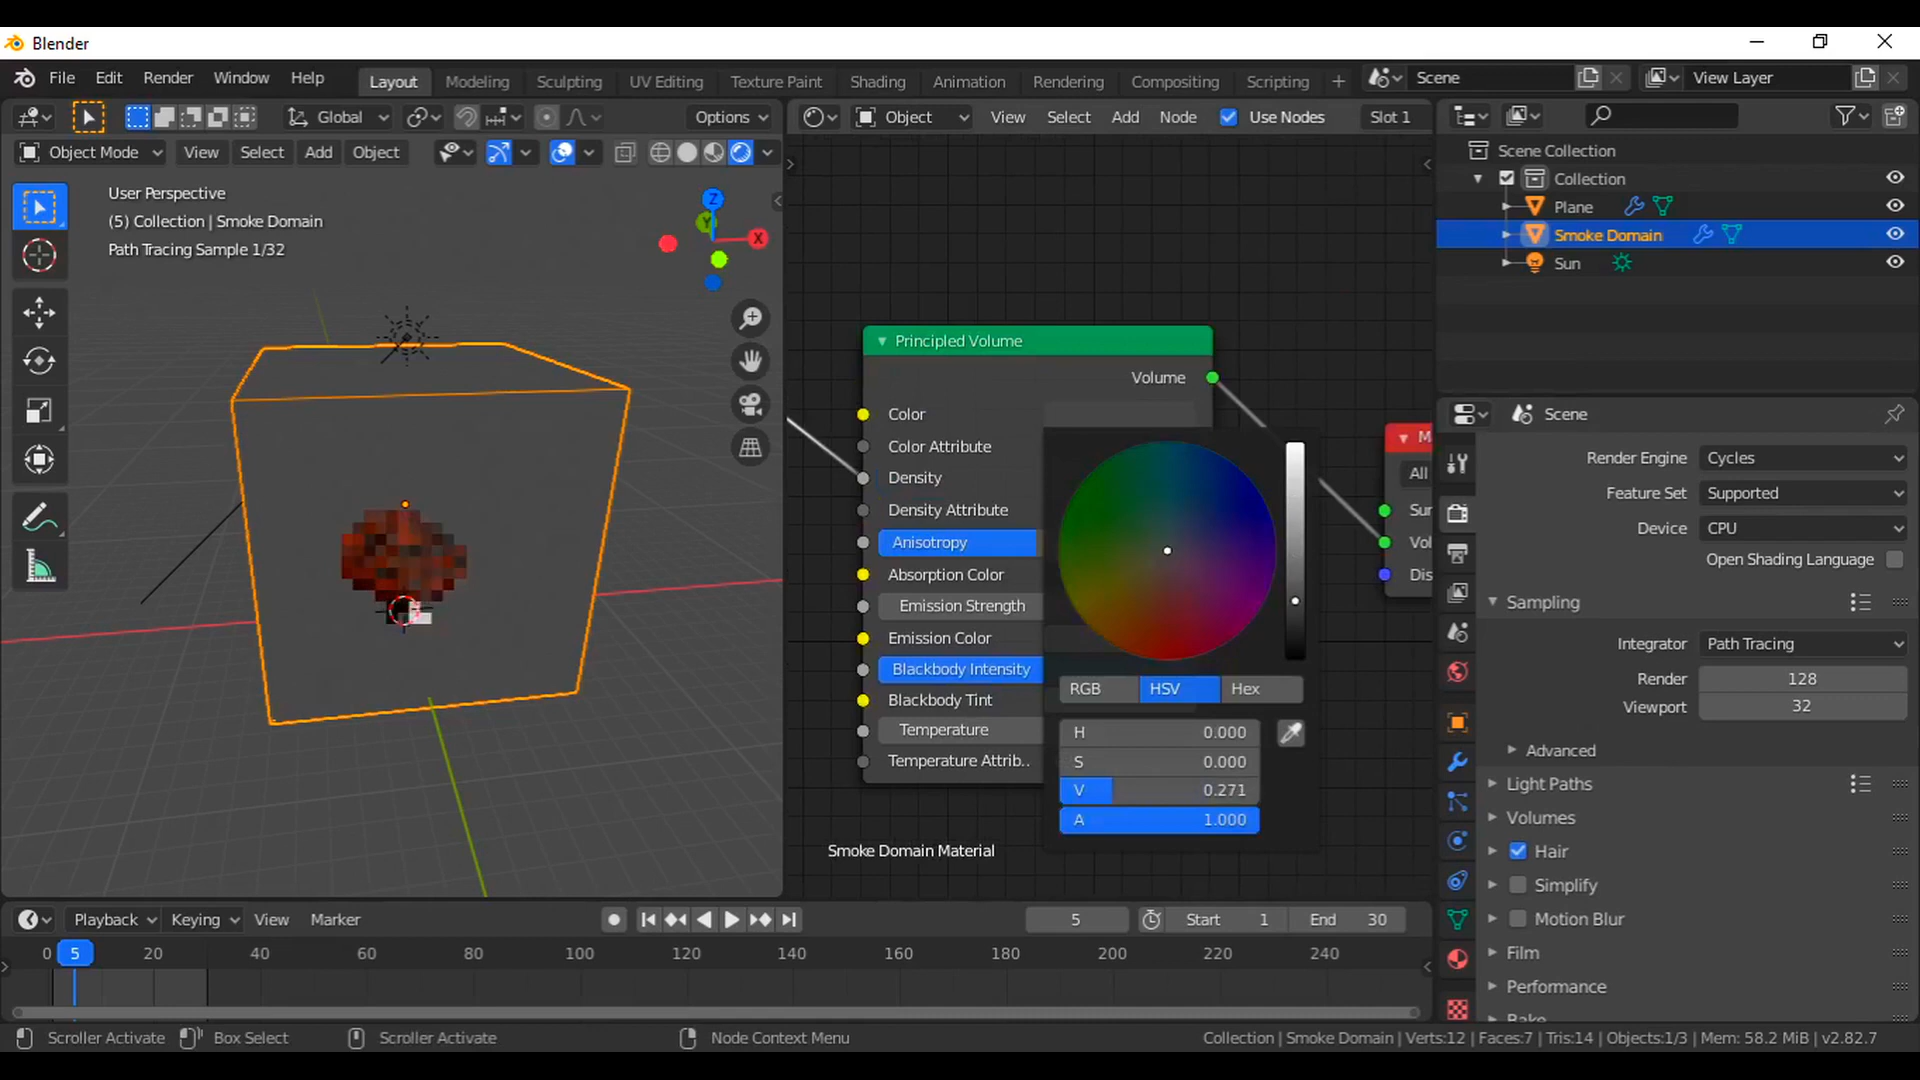 Blender
File Edit Render Window Help Layout Modeling Sculpting UV Editing Texture Paint Shading Animation Rendering Compositing Scripting + Scene View Layer
Global Options Object View Select Add Node Use Nodes Slot 1
Object Mode View Select Add Object
User Perspective
(5) Collection | Smoke Domain
Path Tracing Sample 1/32
Z
Y
X
Principled Volume
Volume
Color
Color Attribute
Density
Density Attribute
Anisotropy
Absorption Color
Emission Strength
Emission Color
Blackbody Intensity
Blackbody Tint
Temperature
Temperature Attrib..
RGB HSV Hex
H 0.000
S 0.000
V 0.271
A 1.000
M
All
Sur
Vol
Dis
Smoke Domain Material
Scene Collection
Collection
Plane
Smoke Domain
Sun
Scene
Render Engine Cycles
Feature Set Supported
Device CPU
Open Shading Language
Sampling
Integrator Path Tracing
Render 128
Viewport 32
Advanced
Light Paths
Volumes
Hair
Simplify
Motion Blur
Film
Performance
Bake
Playback Keying View Marker 5 Start 1 End 30
0 5 20 40 60 80 100 120 140 160 180 200 220 240
Scroller Activate Box Select Scroller Activate Node Context Menu Collection | Smoke Domain | Verts:12 | Faces:7 | Tris:14 | Objects:1/3 | Mem: 58.2 MiB | v2.82.7